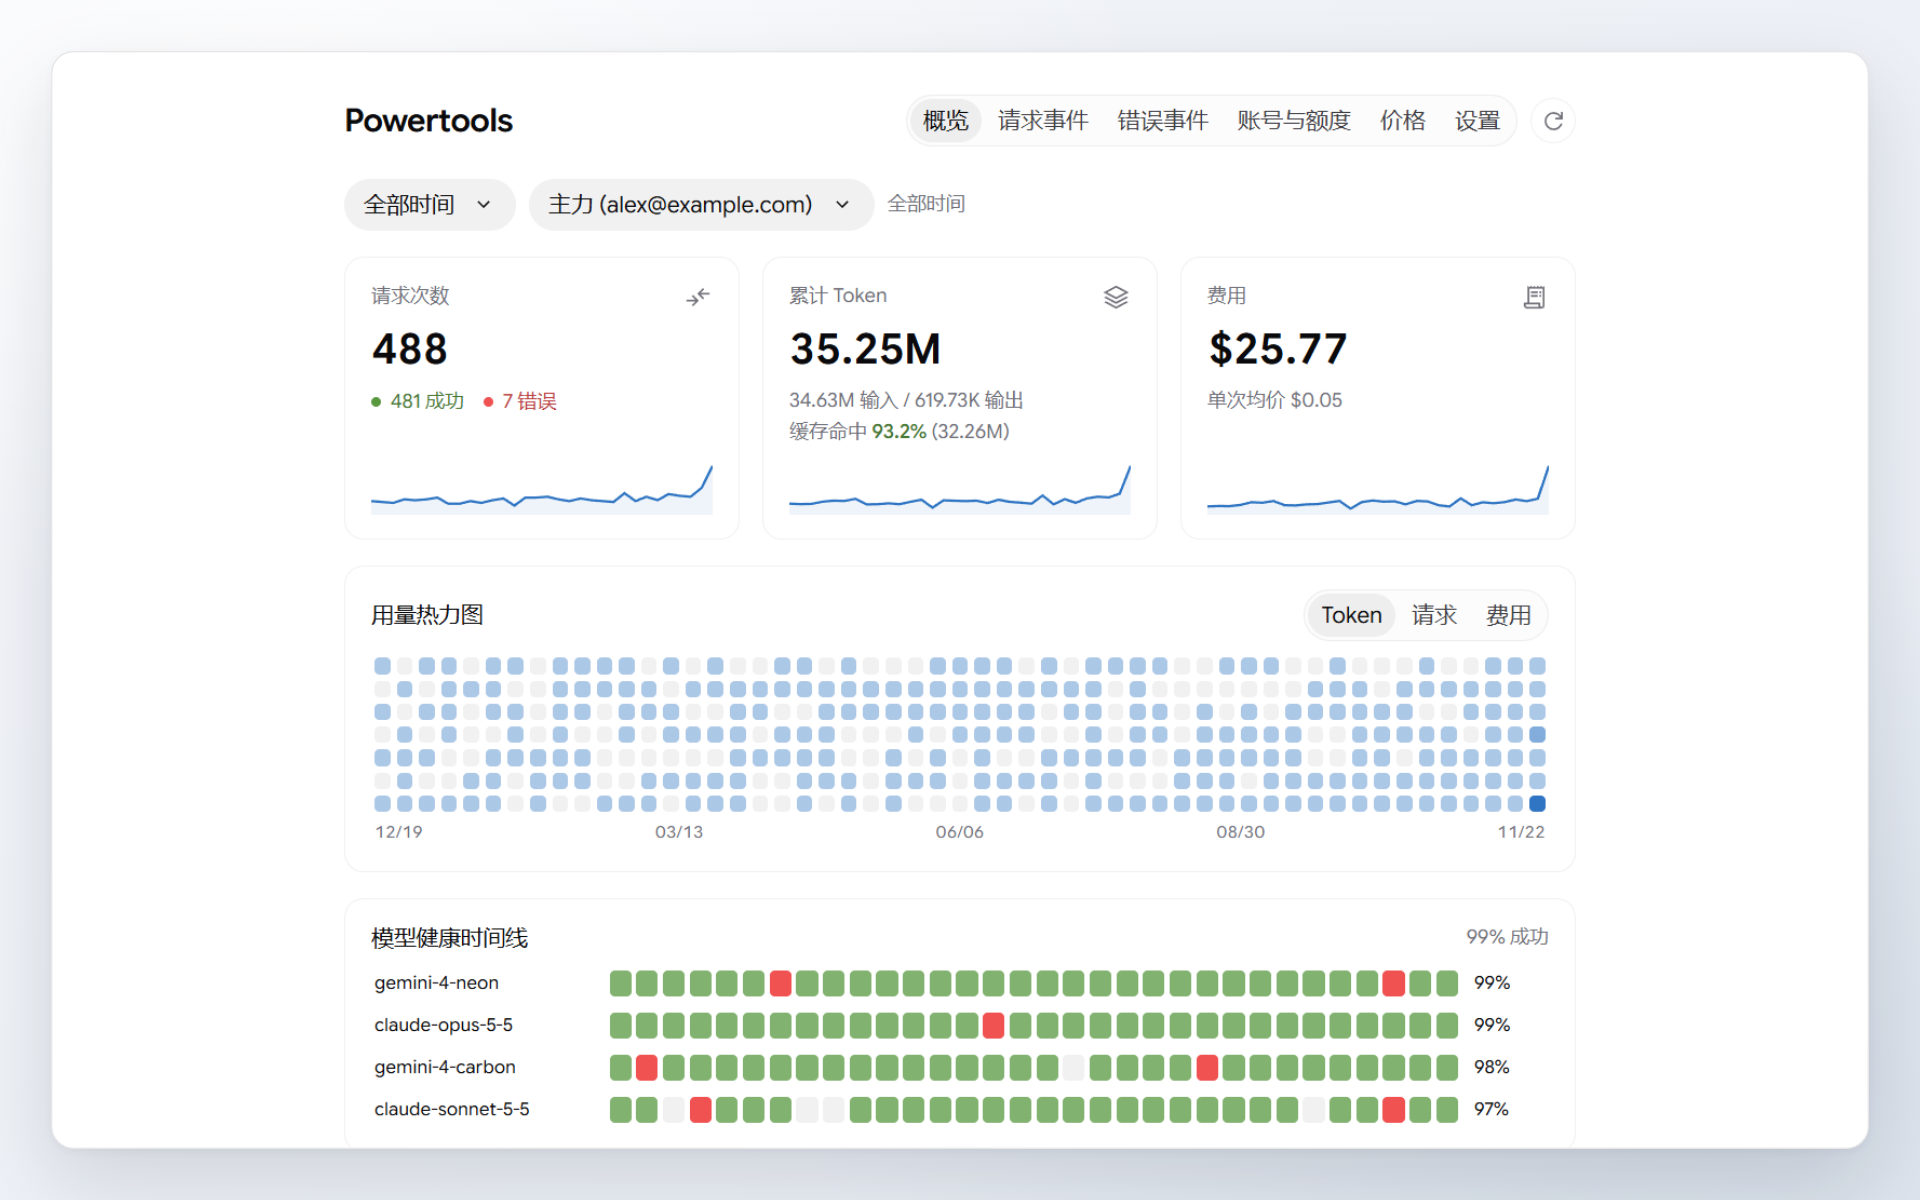 Powertools
概览 请求事件 错误事件 账号与额度 价格 设置
全部时间 主力 (alex@example.com) 全部时间
请求次数
488
481 成功 7 错误
累计 Token
35.25M
34.63M 输入 / 619.73K 输出
缓存命中 93.2% (32.26M)
费用
$25.77
单次均价 $0.05
用量热力图
Token 请求 费用
12/19 03/13 06/06 08/30 11/22
模型健康时间线
99% 成功
gemini-4-neon 99%
claude-opus-5-5 99%
gemini-4-carbon 98%
claude-sonnet-5-5 97%